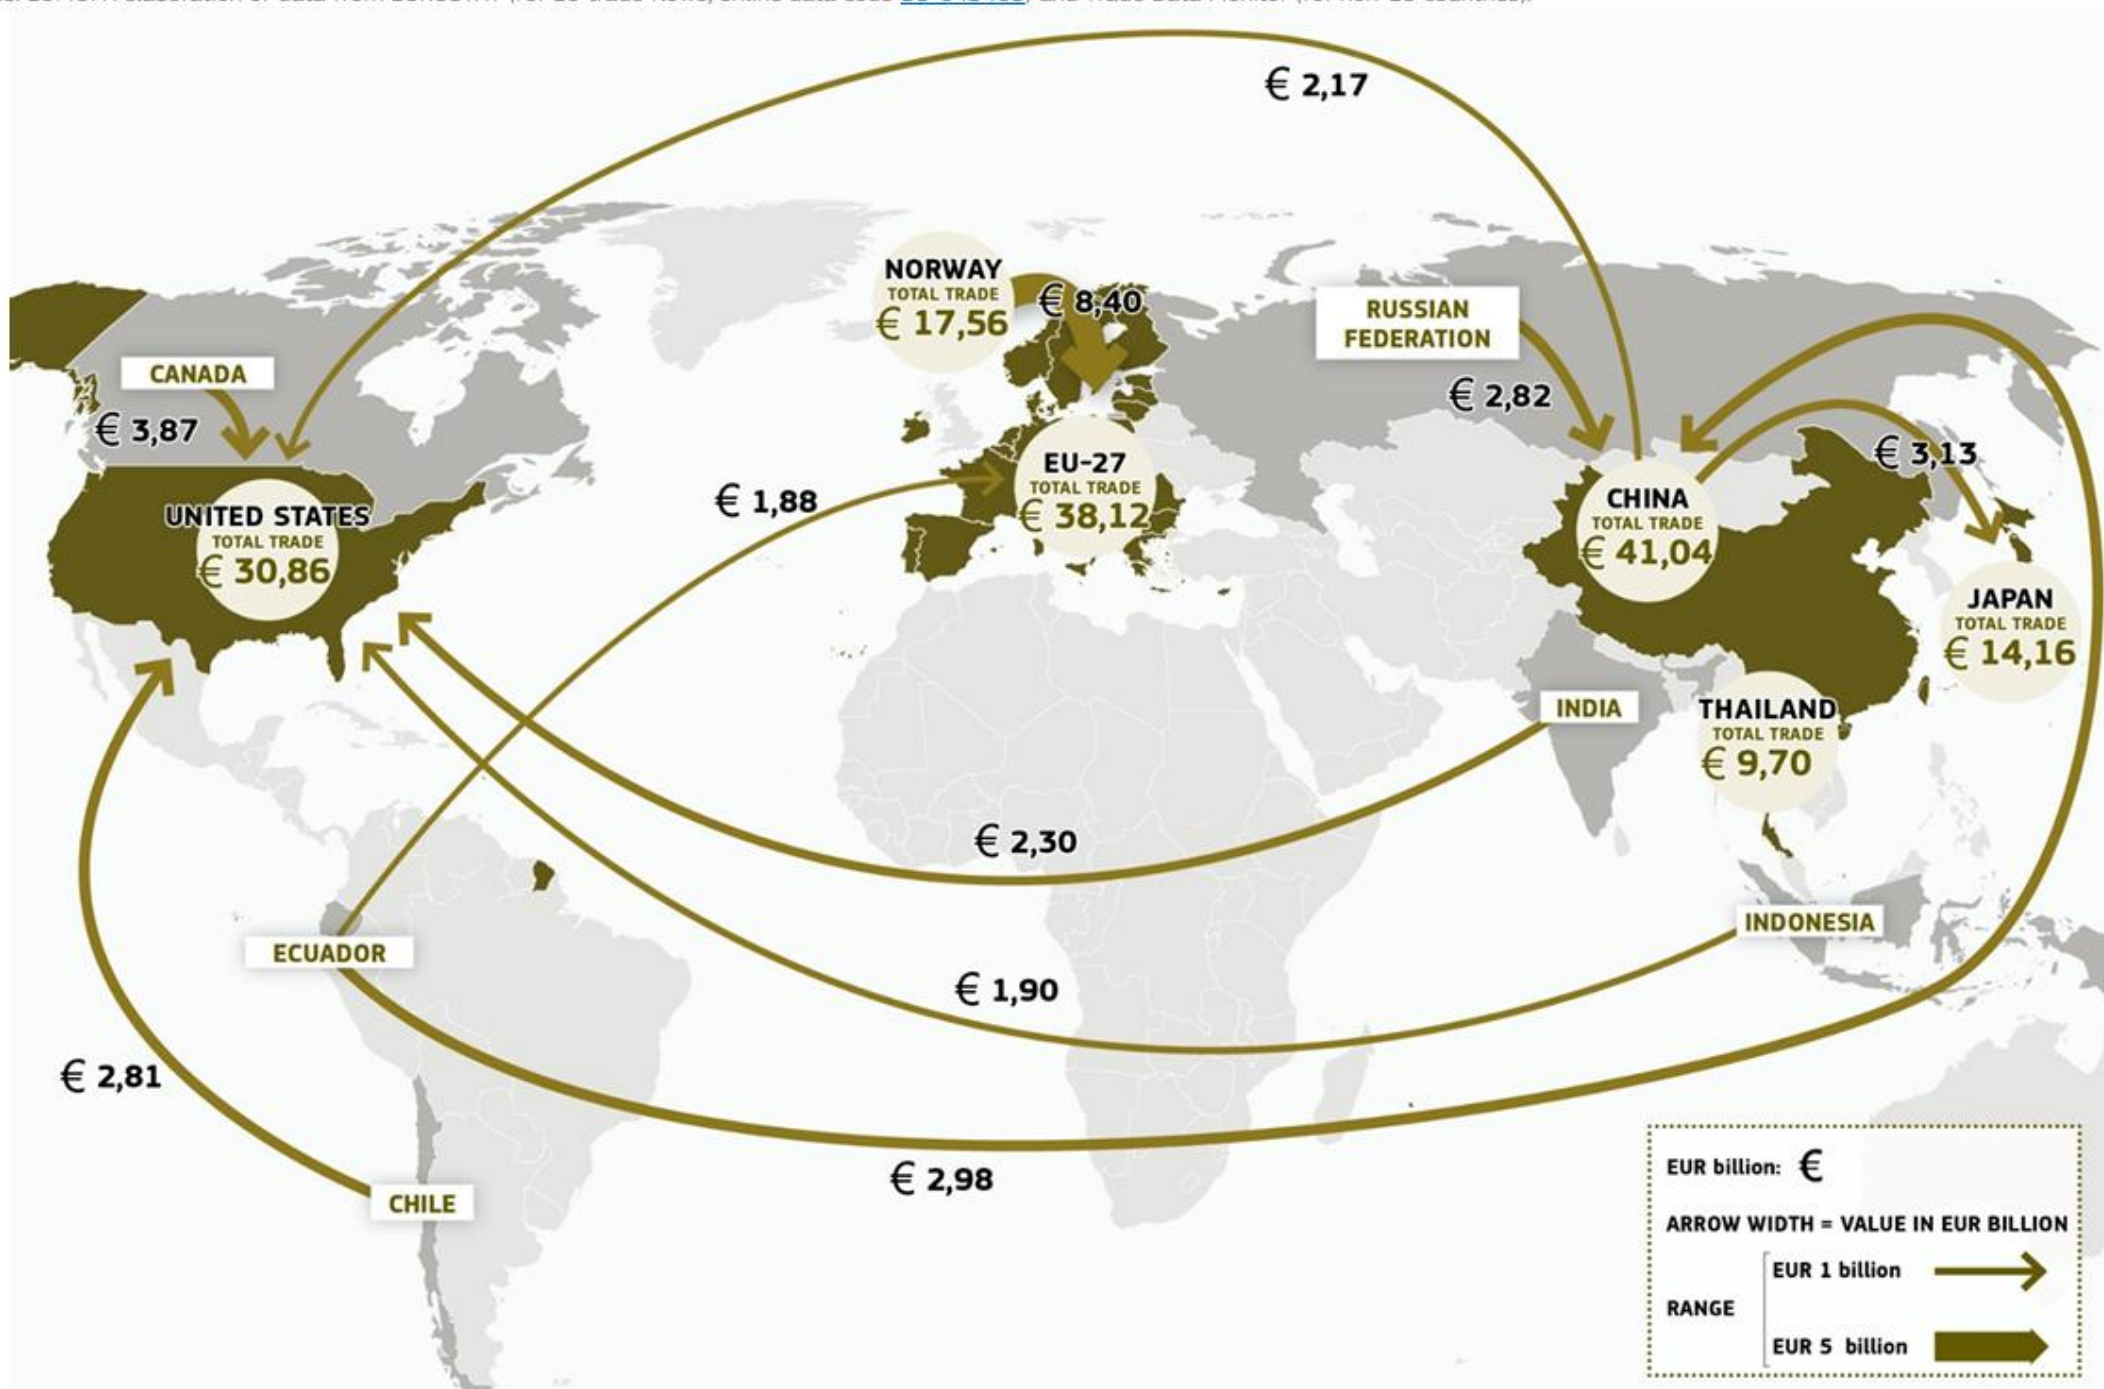 € 2,17
NORWAY
TOTAL TRADE
€ 17,56
€ 8,40
RUSSIAN
FEDERATION
€ 2,82
CANADA
€ 3,87
UNITED STATES
TOTAL TRADE
€ 30,86
€ 1,88
EU-27
TOTAL TRADE
€ 38,12
CHINA
TOTAL TRADE
€ 41,04
€ 3,13
JAPAN
TOTAL TRADE
€ 14,16
INDIA
THAILAND
TOTAL TRADE
€ 9,70
€ 2,30
INDONESIA
ECUADOR
€ 1,90
€ 2,81
€ 2,98
CHILE
EUR billion: €
ARROW WIDTH = VALUE IN EUR BILLION
RANGE
EUR 1 billion
EUR 5 billion